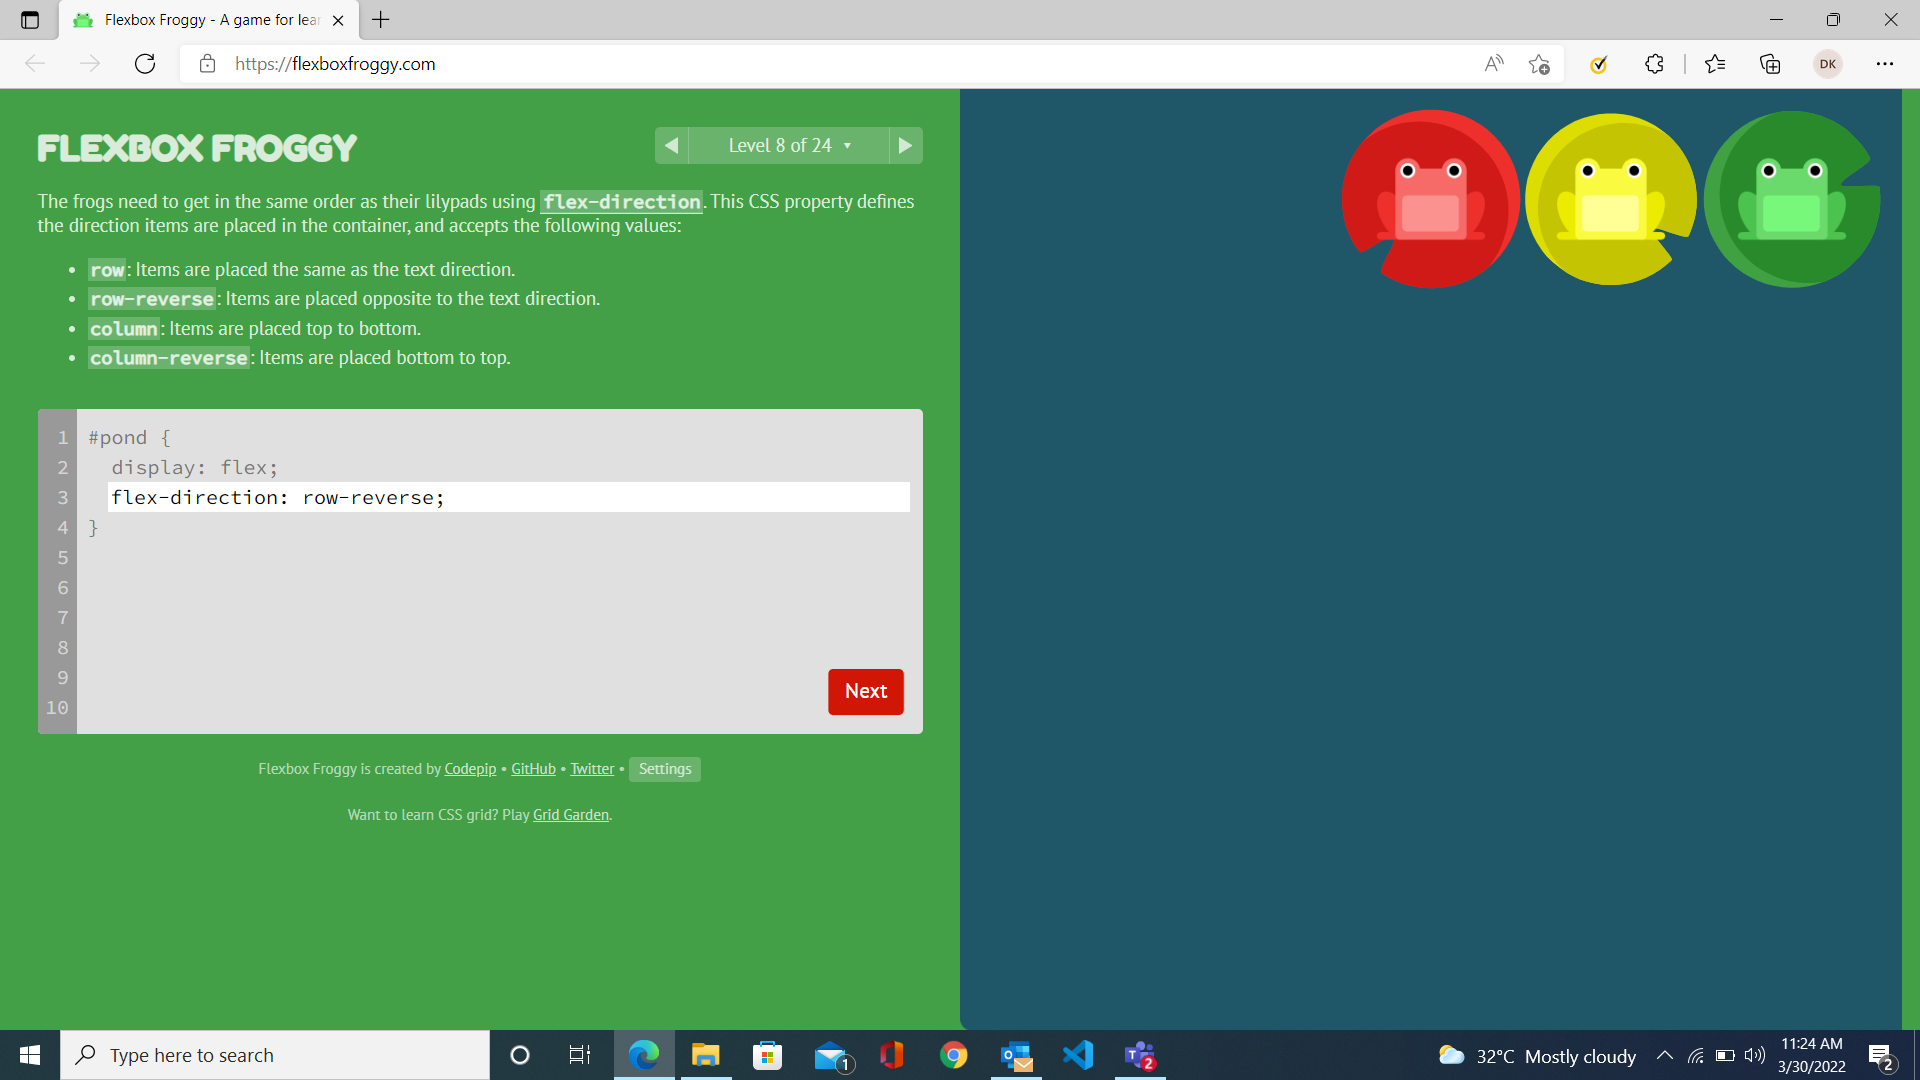 Flexbox Froggy - A game for lear
https://flexboxfroggy.com
DK
FLEXBOX FROGGY
Level 8 of 24
The frogs need to get in the same order as their lilypads using flex-direction. This CSS property defines
the direction items are placed in the container, and accepts the following values:
• row: Items are placed the same as the text direction.
• row-reverse: Items are placed opposite to the text direction.
• column: Items are placed top to bottom.
• column-reverse: Items are placed bottom to top.
1 #pond {
2 display: flex;
3 flex-direction: row-reverse;
4 }
5
6
7
8
9
10
Next
Flexbox Froggy is created by Codepip • GitHub • Twitter • Settings
Want to learn CSS grid? Play Grid Garden.
Type here to search
1
2
32°C Mostly cloudy
11:24 AM
3/30/2022
2